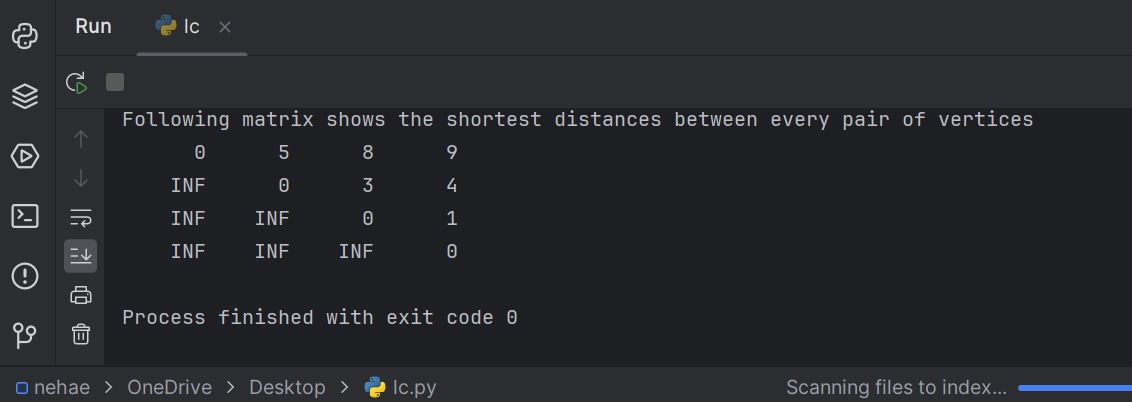 Run lc
Following matrix shows the shortest distances between every pair of vertices
0 5 8 9
INF 0 3 4
INF INF 0 1
INF INF INF 0
Process finished with exit code 0
nehae > OneDrive > Desktop > lc.py Scanning files to index...